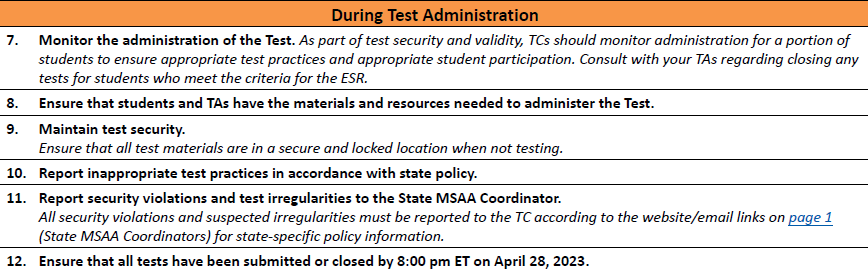 During Test Administration
7. Monitor the administration of the Test. As part of test security and validity, TCs should monitor administration for a portion of
students to ensure appropriate test practices and appropriate student participation. Consult with your TAs regarding closing any
tests for students who meet the criteria for the ESR.
8. Ensure that students and TAs have the materials and resources needed to administer the Test.
9. Maintain test security.
Ensure that all test materials are in a secure and locked location when not testing.
10. Report inappropriate test practices in accordance with state policy.
11. Report security violations and test irregularities to the State MSAA Coordinator.
All security violations and suspected irregularities must be reported to the TC according to the website/email links on page 1
(State MSAA Coordinators) for state-specific policy information.
12. Ensure that all tests have been submitted or closed by 8:00 pm ET on April 28, 2023.